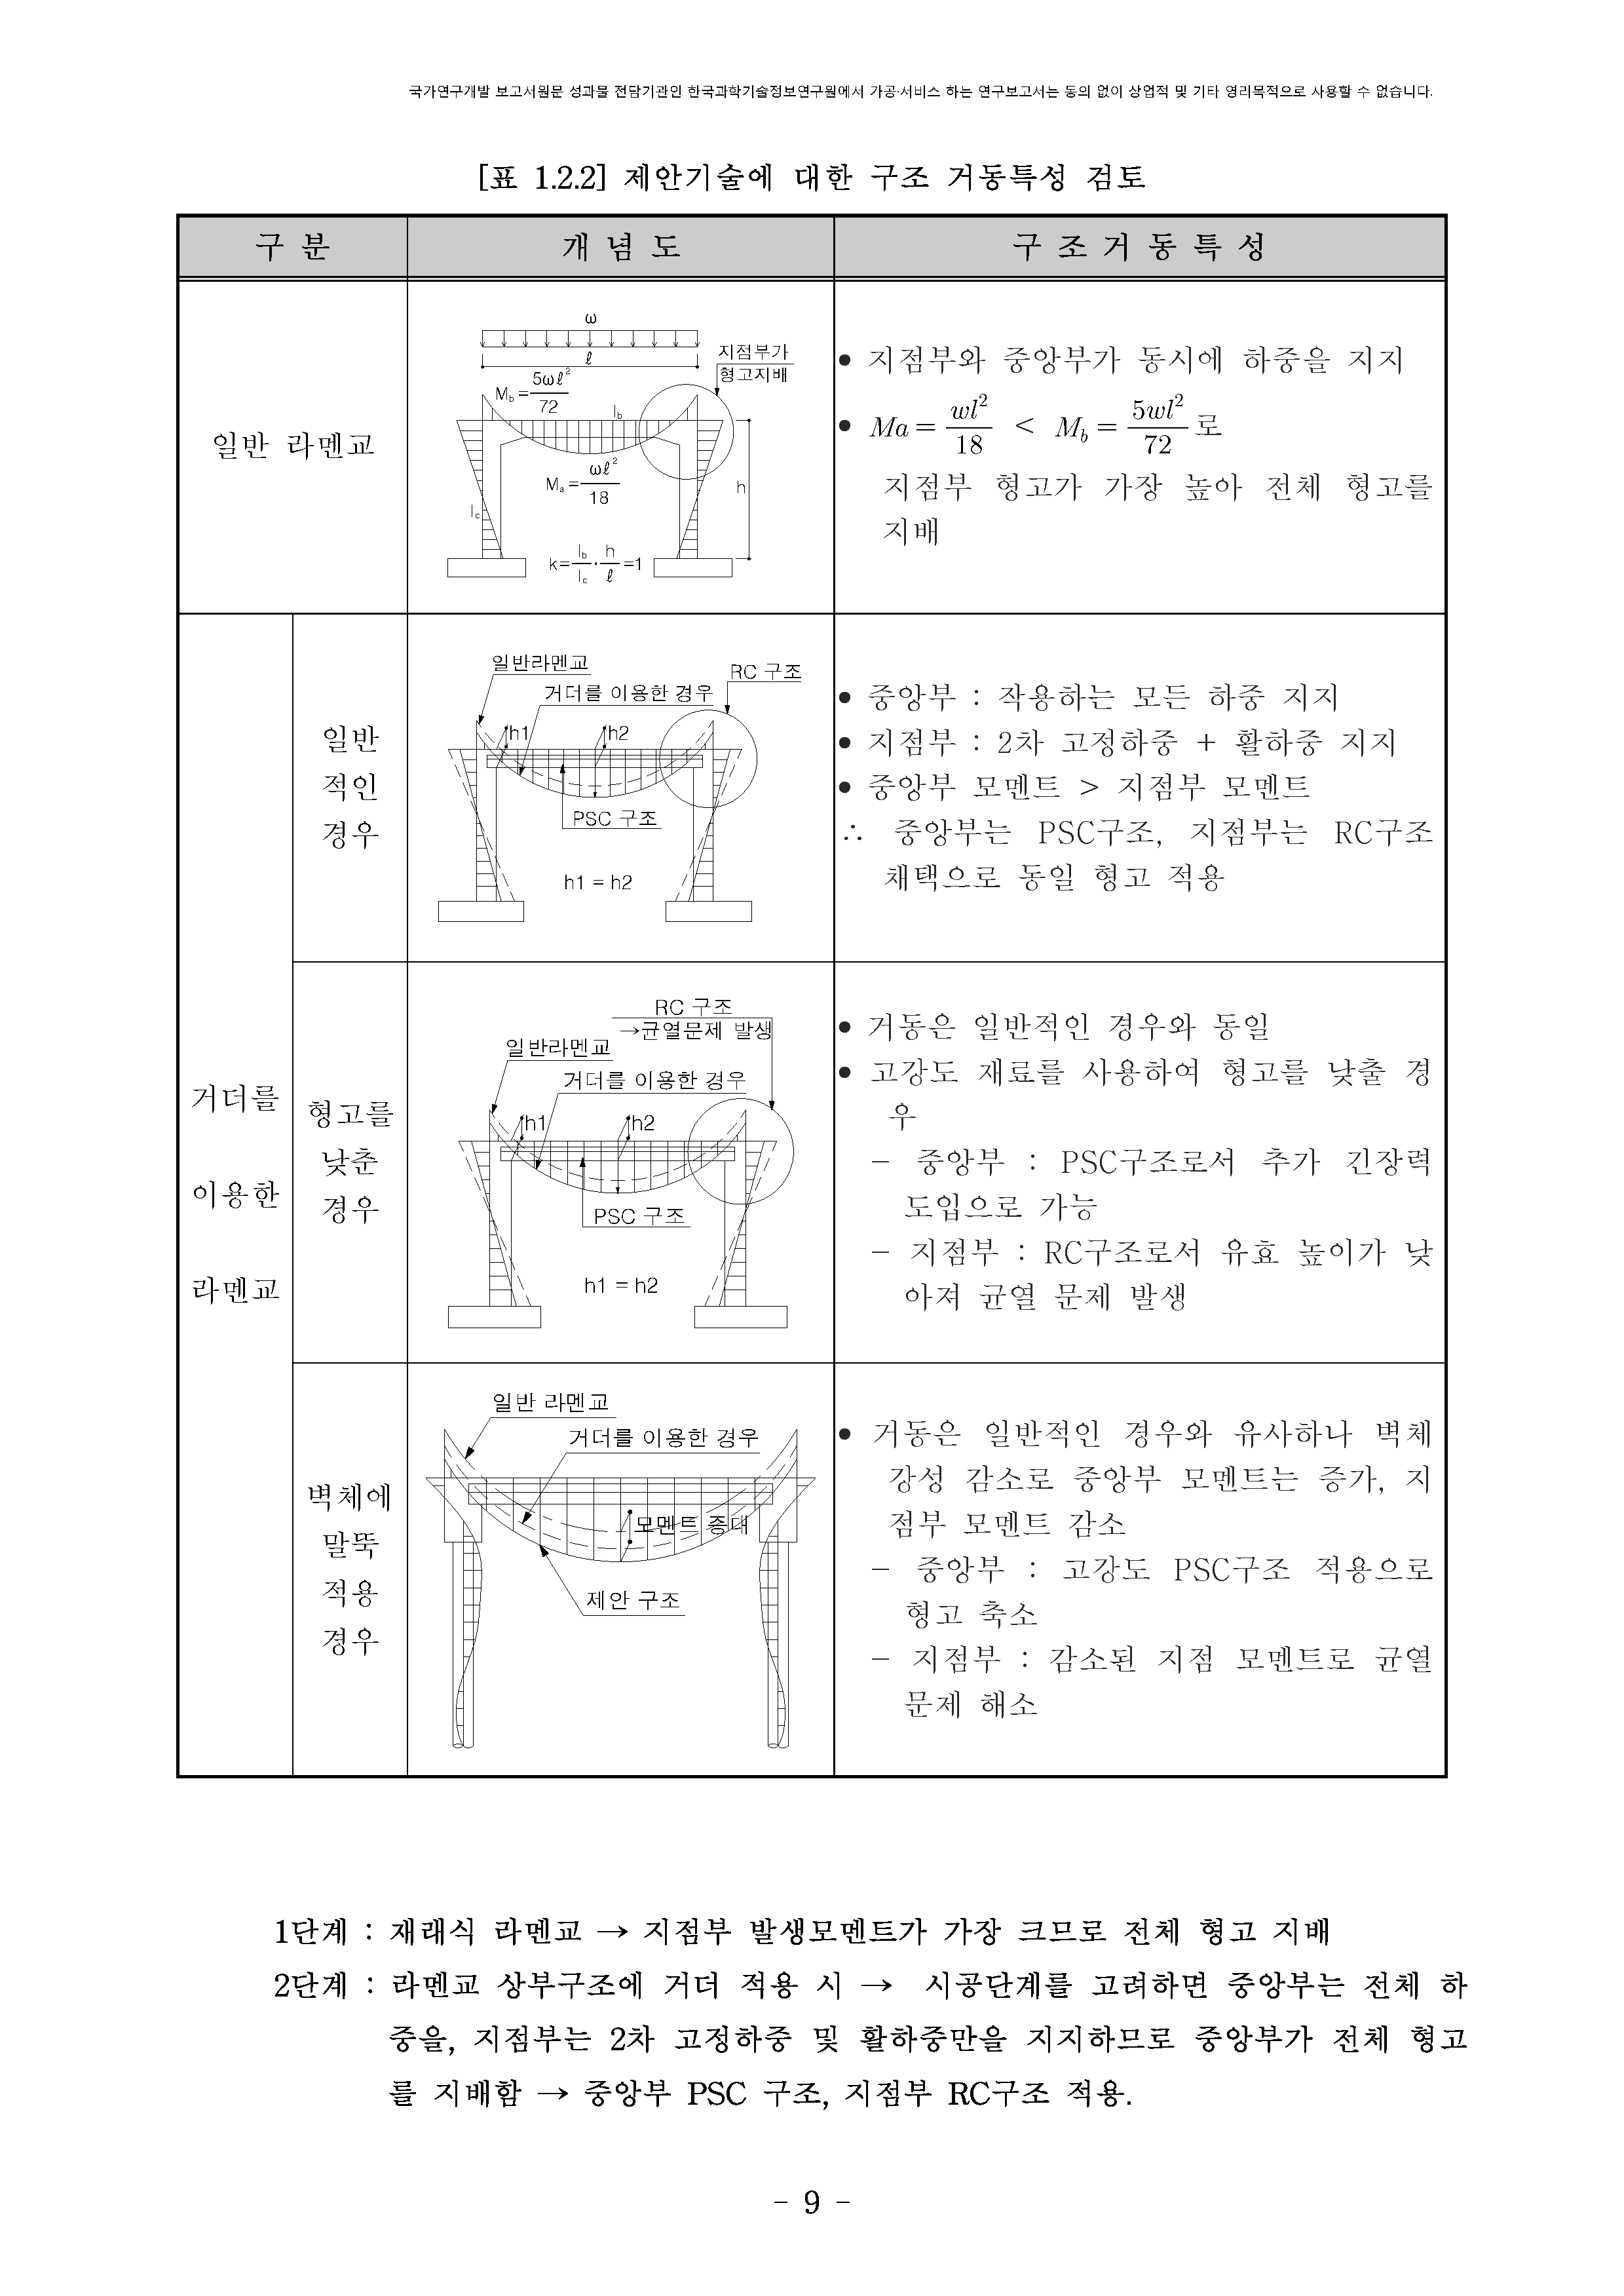 국가연구개발 보고서원문 성과물 전담기관인 한국과학기술정보연구원에서 가공·서비스 하는 연구보고서는 동의 없이 상업적 및 기타 영리목적으로 사용할 수 없습니다.
[표 1.2.2] 제안기술에 대한 구조 거동특성 검토
구 분 개 념 도 구 조 거 동 특 성
일반 라멘교
ω
ℓ
지점부가
형고지배
M_b = 5ωℓ²/72
I_b
M_a = ωℓ²/18
h
I_c
k = I_b/I_c · h/ℓ = 1
● 지점부와 중앙부가 동시에 하중을 지지
● Ma = wl²/18 < M_b = 5wl²/72 로
지점부 형고가 가장 높아 전체 형고를
지배
거더를
이용한
라멘교
일반
적인
경우
일반라멘교
RC 구조
거더를 이용한 경우
h1 h2
PSC 구조
h1 = h2
● 중앙부 : 작용하는 모든 하중 지지
● 지점부 : 2차 고정하중 + 활하중 지지
● 중앙부 모멘트 > 지점부 모멘트
∴ 중앙부는 PSC구조, 지점부는 RC구조
채택으로 동일 형고 적용
형고를
낮춘
경우
RC 구조
→균열문제 발생
일반라멘교
거더를 이용한 경우
h1 h2
PSC 구조
h1 = h2
● 거동은 일반적인 경우와 동일
● 고강도 재료를 사용하여 형고를 낮출 경
우
- 중앙부 : PSC구조로서 추가 긴장력
도입으로 가능
- 지점부 : RC구조로서 유효 높이가 낮
아져 균열 문제 발생
벽체에
말뚝
적용
경우
일반 라멘교
거더를 이용한 경우
모멘트 증대
제안 구조
● 거동은 일반적인 경우와 유사하나 벽체
강성 감소로 중앙부 모멘트는 증가, 지
점부 모멘트 감소
- 중앙부 : 고강도 PSC구조 적용으로
형고 축소
- 지점부 : 감소된 지점 모멘트로 균열
문제 해소
1단계 : 재래식 라멘교 → 지점부 발생모멘트가 가장 크므로 전체 형고 지배
2단계 : 라멘교 상부구조에 거더 적용 시 → 시공단계를 고려하면 중앙부는 전체 하
중을, 지점부는 2차 고정하중 및 활하중만을 지지하므로 중앙부가 전체 형고
를 지배함 → 중앙부 PSC 구조, 지점부 RC구조 적용.
- 9 -